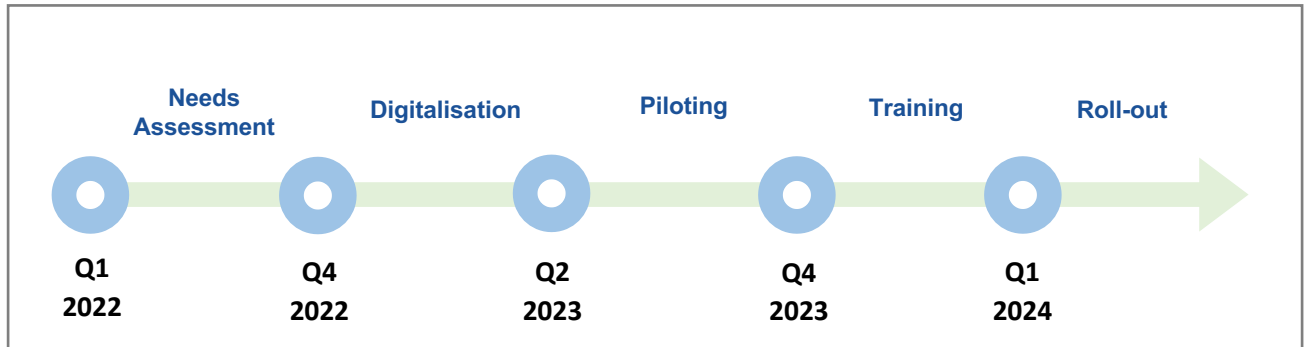 Needs
Assessment
Digitalisation
Piloting
Training
Roll-out
Q1
2022
Q4
2022
Q2
2023
Q4
2023
Q1
2024